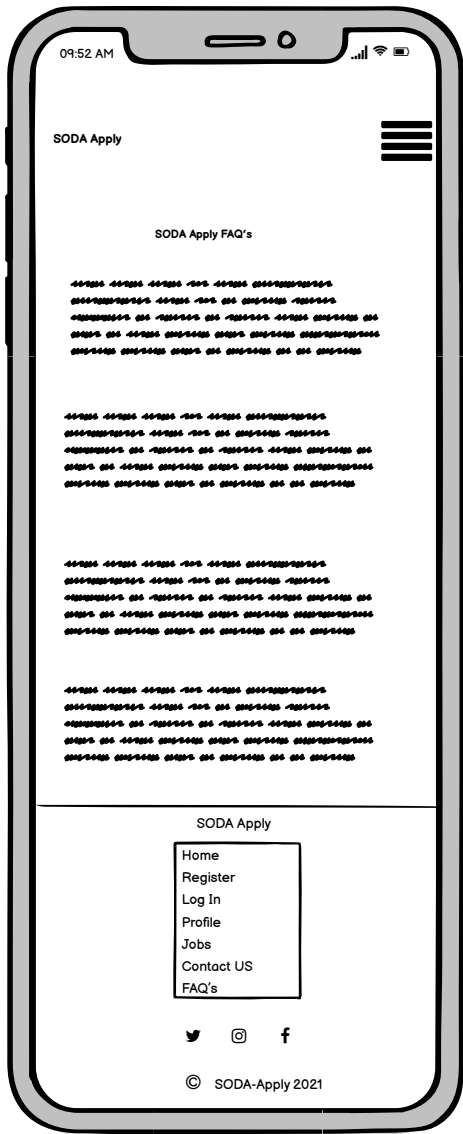 09:52 AM
SODA Apply
SODA Apply FAQ's
SODA Apply
Home
Register
Log In
Profile
Jobs
Contact US
FAQ's
© SODA-Apply 2021